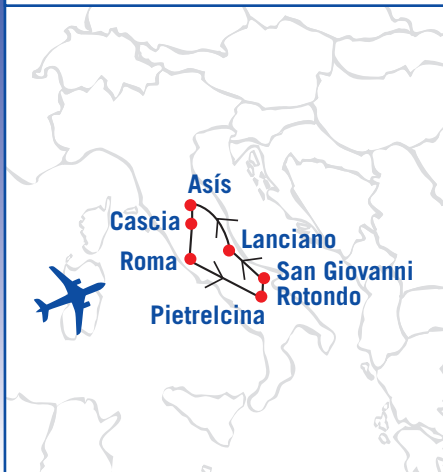 Asís
Cascia
Lanciano
Roma
San Giovanni
Rotondo
Pietrelcina